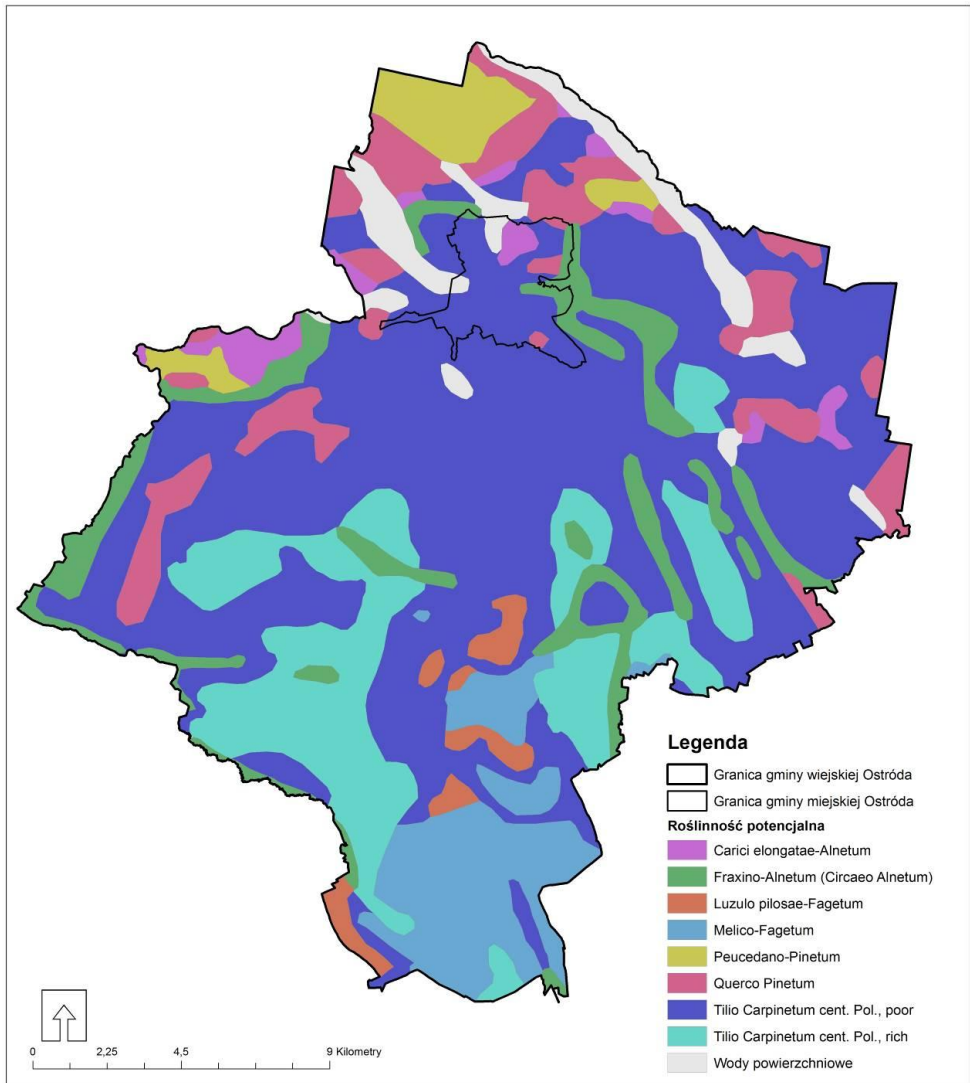 Legenda
Granica gminy wiejskiej Ostróda
Granica gminy miejskiej Ostróda
Roślinność potencjalna
Carici elongatae-Alnetum
Fraxino-Alnetum (Circaeo Alnetum)
Luzulo pilosae-Fagetum
Melico-Fagetum
Peucedano-Pinetum
Querco Pinetum
Tilio Carpinetum cent. Pol., poor
Tilio Carpinetum cent. Pol., rich
Wody powierzchniowe
0 2,25 4,5 9 Kilometry